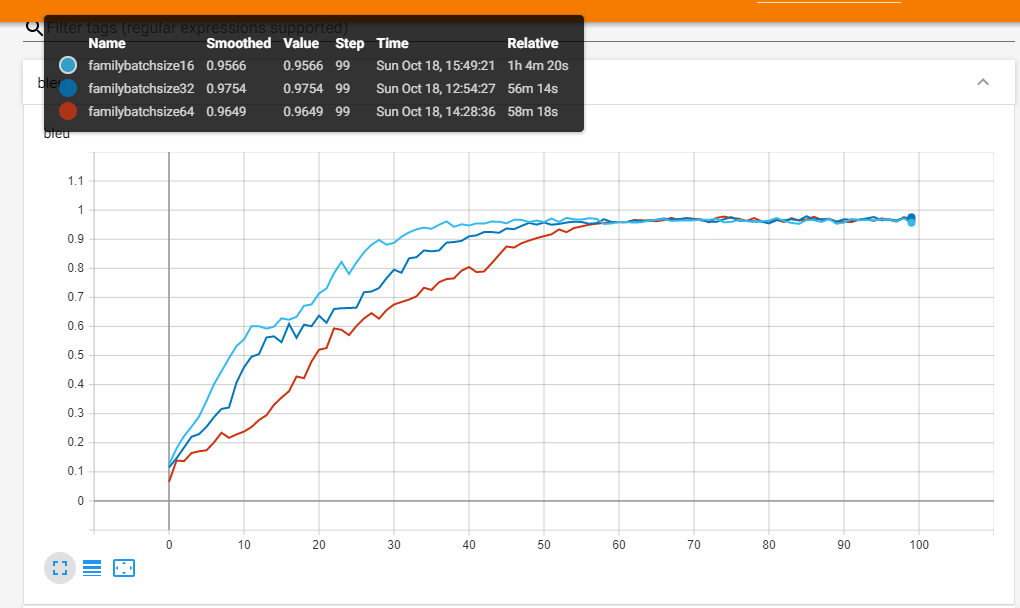 Filter tags (regular expressions supported)
Name Smoothed Value Step Time Relative
familybatchsize16 0.9566 0.9566 99 Sun Oct 18, 15:49:21 1h 4m 20s
bleu
familybatchsize32 0.9754 0.9754 99 Sun Oct 18, 12:54:27 56m 14s
familybatchsize64 0.9649 0.9649 99 Sun Oct 18, 14:28:36 58m 18s
bleu
1.1
1
0.9
0.8
0.7
0.6
0.5
0.4
0.3
0.2
0.1
0
0 10 20 30 40 50 60 70 80 90 100